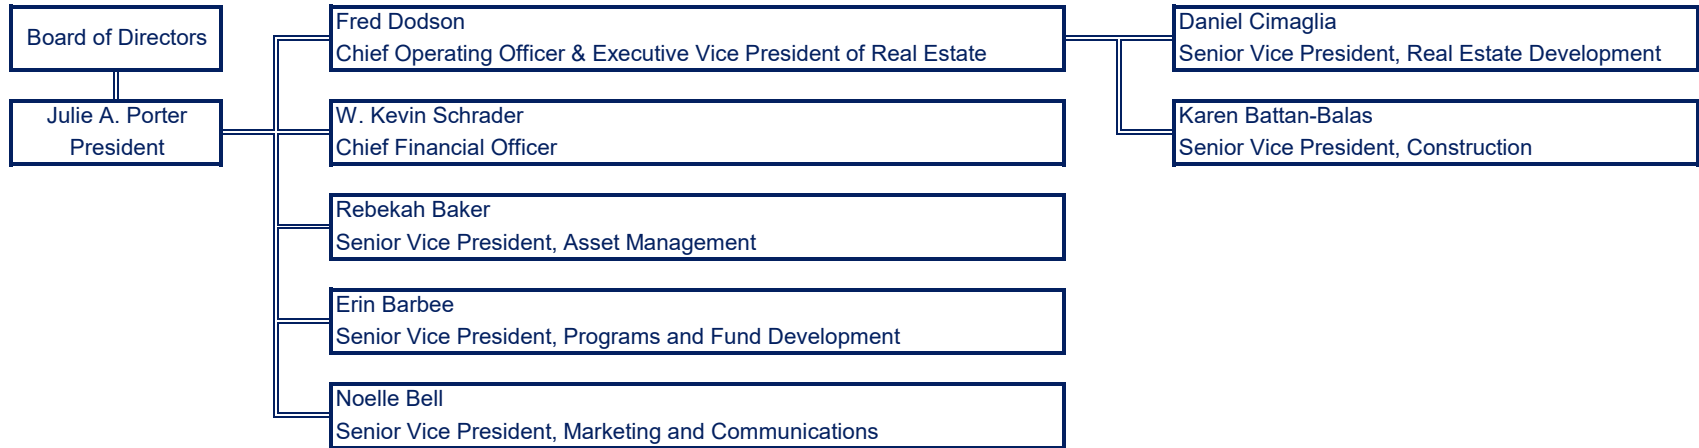 Board of Directors
Julie A. Porter
President
Fred Dodson
Chief Operating Officer & Executive Vice President of Real Estate
W. Kevin Schrader
Chief Financial Officer
Rebekah Baker
Senior Vice President, Asset Management
Erin Barbee
Senior Vice President, Programs and Fund Development
Noelle Bell
Senior Vice President, Marketing and Communications
Daniel Cimaglia
Senior Vice President, Real Estate Development
Karen Battan-Balas
Senior Vice President, Construction